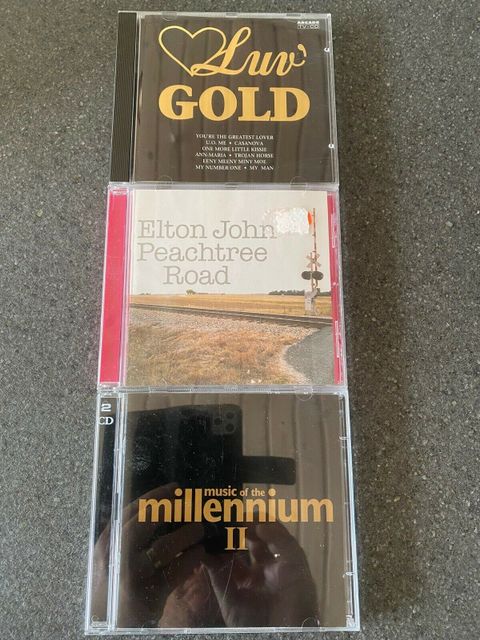 ARCADE
TV-CD
Luv'
GOLD
YOU'RE THE GREATEST LOVER
U.O. ME • CASANOVA
ONE MORE LITTLE KISSIE
ANN-MARIA • TROJAN HORSE
EENY MEENY MINY MOE
MY NUMBER ONE • MY MAN
Elton John
Peachtree
Road
2
CD
music of the
millennium
II